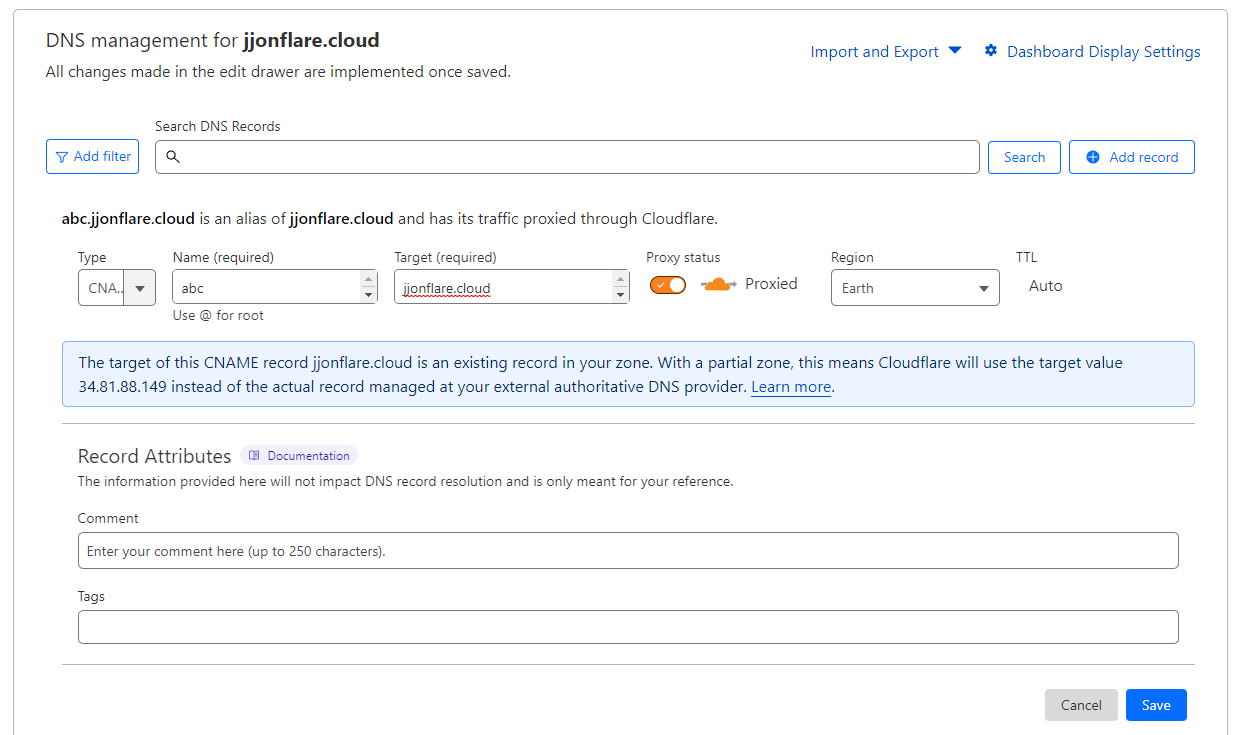 DNS management for jjonflare.cloud
Import and Export
Dashboard Display Settings
All changes made in the edit drawer are implemented once saved.
Search DNS Records
Add filter
Search
Add record
abc.jjonflare.cloud is an alias of jjonflare.cloud and has its traffic proxied through Cloudflare.
Type
Name (required)
Target (required)
Proxy status
Region
TTL
CNA..
abc
jjonflare.cloud
Proxied
Earth
Auto
Use @ for root
The target of this CNAME record jjonflare.cloud is an existing record in your zone. With a partial zone, this means Cloudflare will use the target value
34.81.88.149 instead of the actual record managed at your external authoritative DNS provider. Learn more.
Record Attributes
Documentation
The information provided here will not impact DNS record resolution and is only meant for your reference.
Comment
Enter your comment here (up to 250 characters).
Tags
Cancel
Save